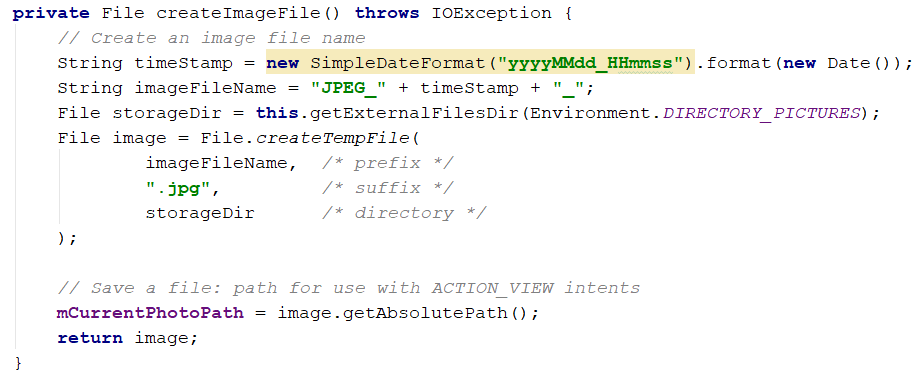 private File createImageFile() throws IOException {
    // Create an image file name
    String timeStamp = new SimpleDateFormat("yyyyMMdd_HHmmss").format(new Date());
    String imageFileName = "JPEG_" + timeStamp + "_";
    File storageDir = this.getExternalFilesDir(Environment.DIRECTORY_PICTURES);
    File image = File.createTempFile(
            imageFileName,  /* prefix */
            ".jpg",         /* suffix */
            storageDir      /* directory */
    );

    // Save a file: path for use with ACTION_VIEW intents
    mCurrentPhotoPath = image.getAbsolutePath();
    return image;
}